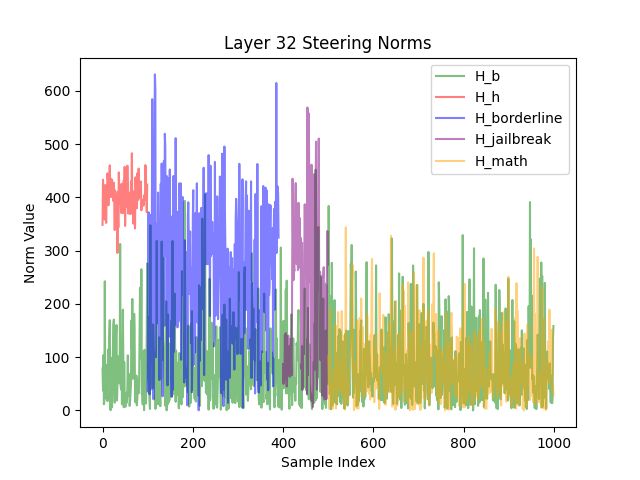 Layer 32 Steering Norms
H_b
H_h
H_borderline
H_jailbreak
H_math
Norm Value
600
500
400
300
200
100
0
0
200
400
600
800
1000
Sample Index